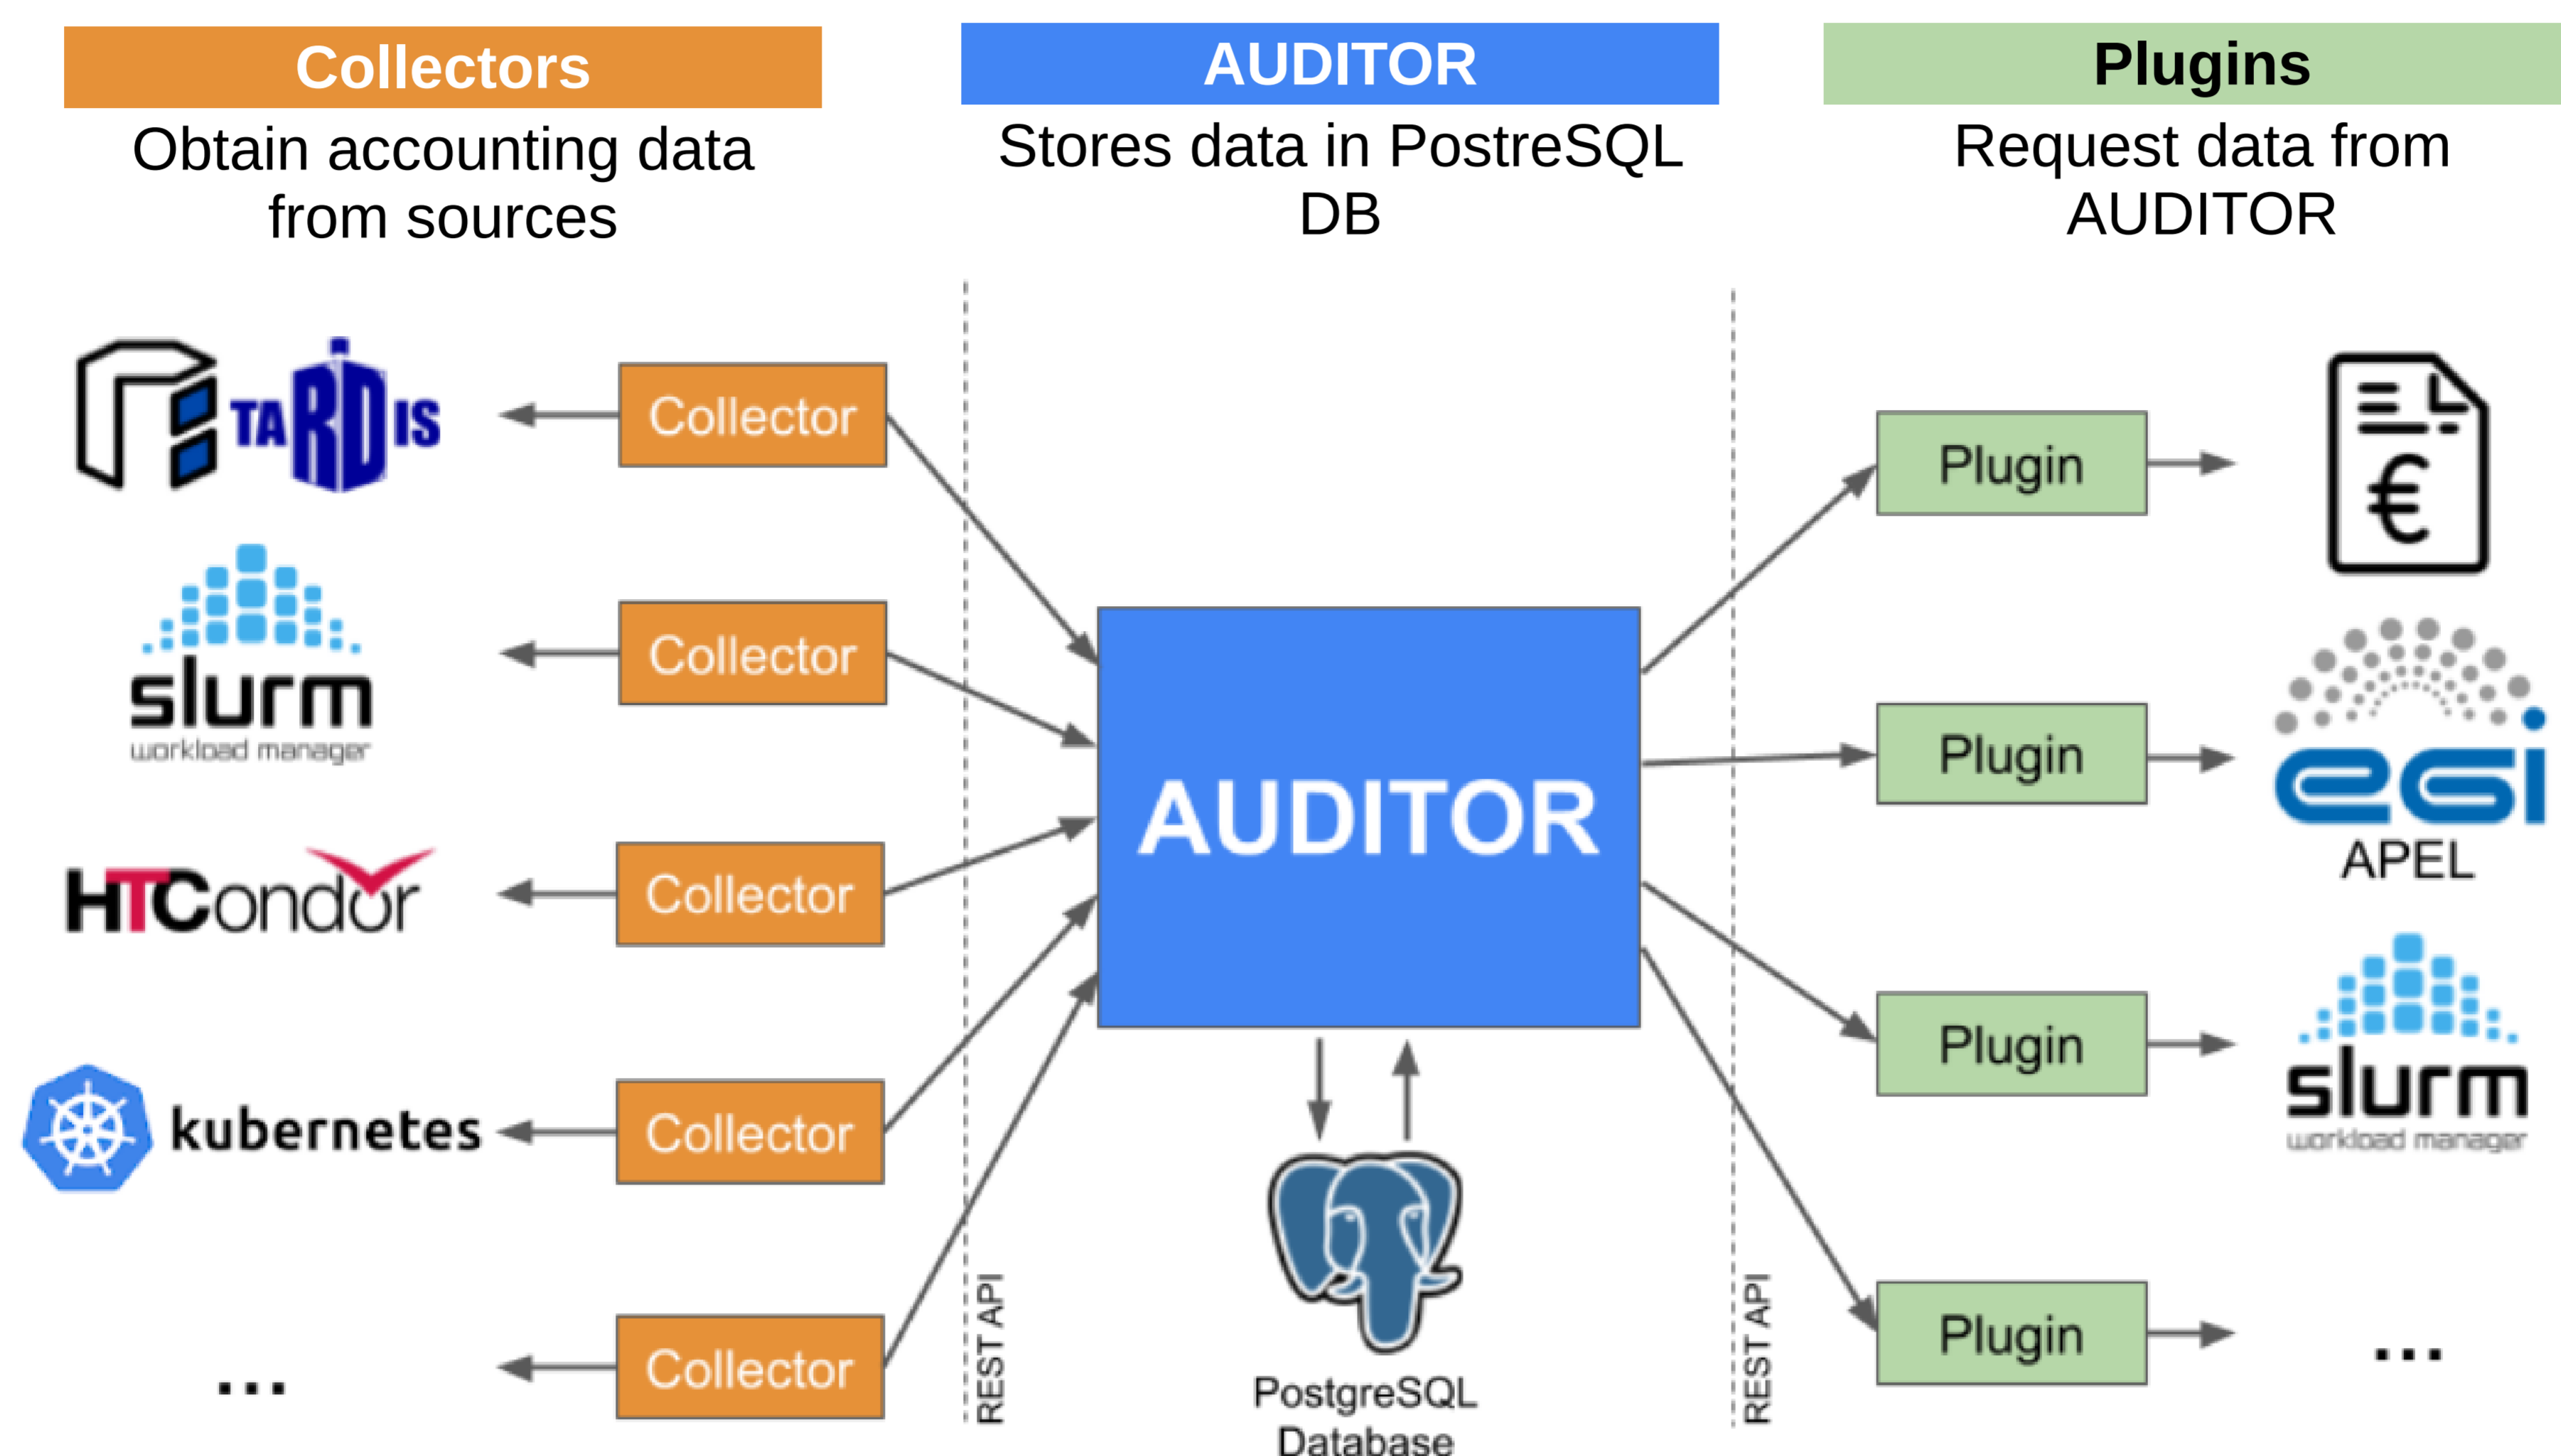 Collectors
Obtain accounting data
from sources
AUDITOR
Stores data in PostreSQL
DB
Plugins
Request data from
AUDITOR
TARDIS
Collector
slurm
workload manager
Collector
HTCondor
Collector
kubernetes
Collector
...
Collector
REST API
AUDITOR
PostgreSQL
Database
REST API
Plugin
€
Plugin
egi
APEL
Plugin
slurm
workload manager
Plugin
...